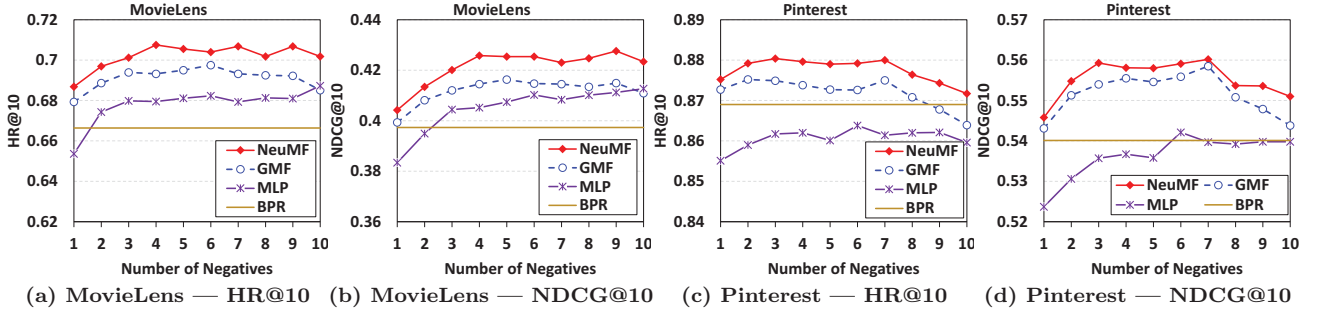 MovieLens
0.72
0.7
0.68
0.66
0.64
0.62
HR@10
NeuMF
GMF
MLP
BPR
1 2 3 4 5 6 7 8 9 10
Number of Negatives
(a) MovieLens — HR@10
MovieLens
0.44
0.42
0.4
0.38
0.36
NDCG@10
NeuMF
GMF
MLP
BPR
1 2 3 4 5 6 7 8 9 10
Number of Negatives
(b) MovieLens — NDCG@10
Pinterest
0.89
0.88
0.87
0.86
0.85
0.84
HR@10
NeuMF
GMF
MLP
BPR
1 2 3 4 5 6 7 8 9 10
Number of Negatives
(c) Pinterest — HR@10
Pinterest
0.57
0.56
0.55
0.54
0.53
0.52
NDCG@10
NeuMF GMF
MLP BPR
1 2 3 4 5 6 7 8 9 10
Number of Negatives
(d) Pinterest — NDCG@10